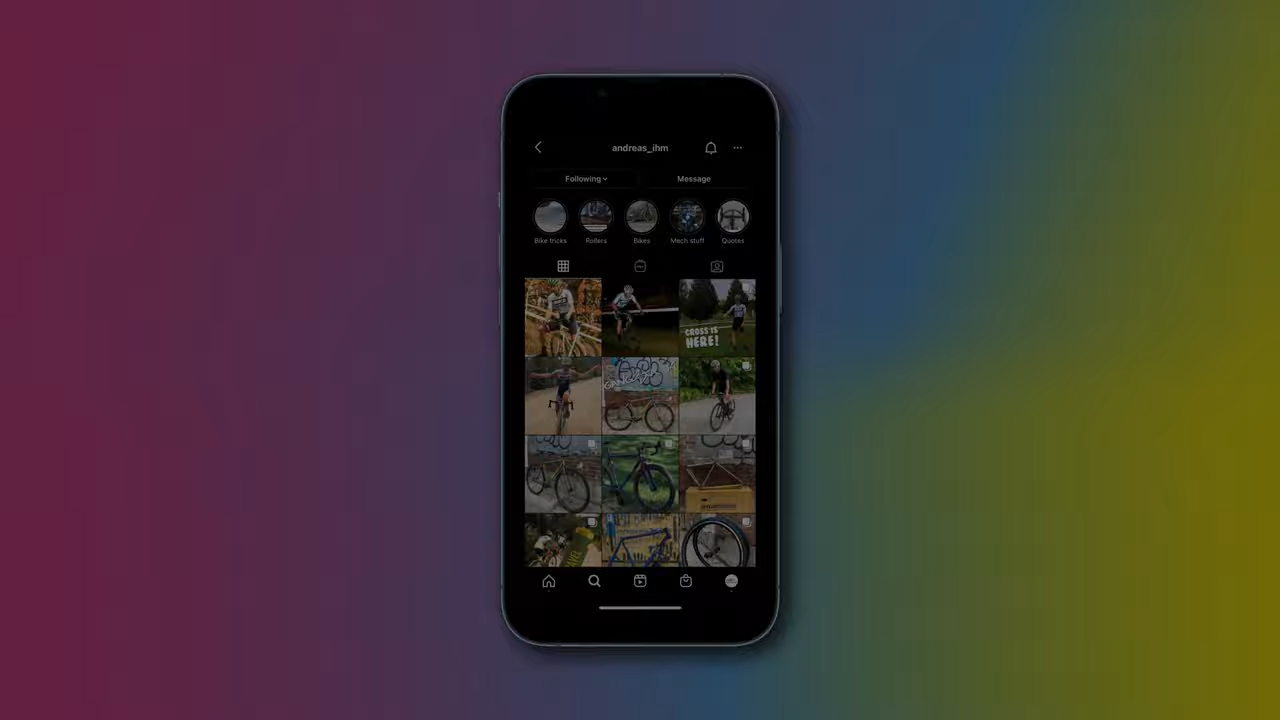 andreas_ihm
Following
Message
Bike tricks
Rollers
Bikes
Mech stuff
Quotes
CROSS IS
HERE!